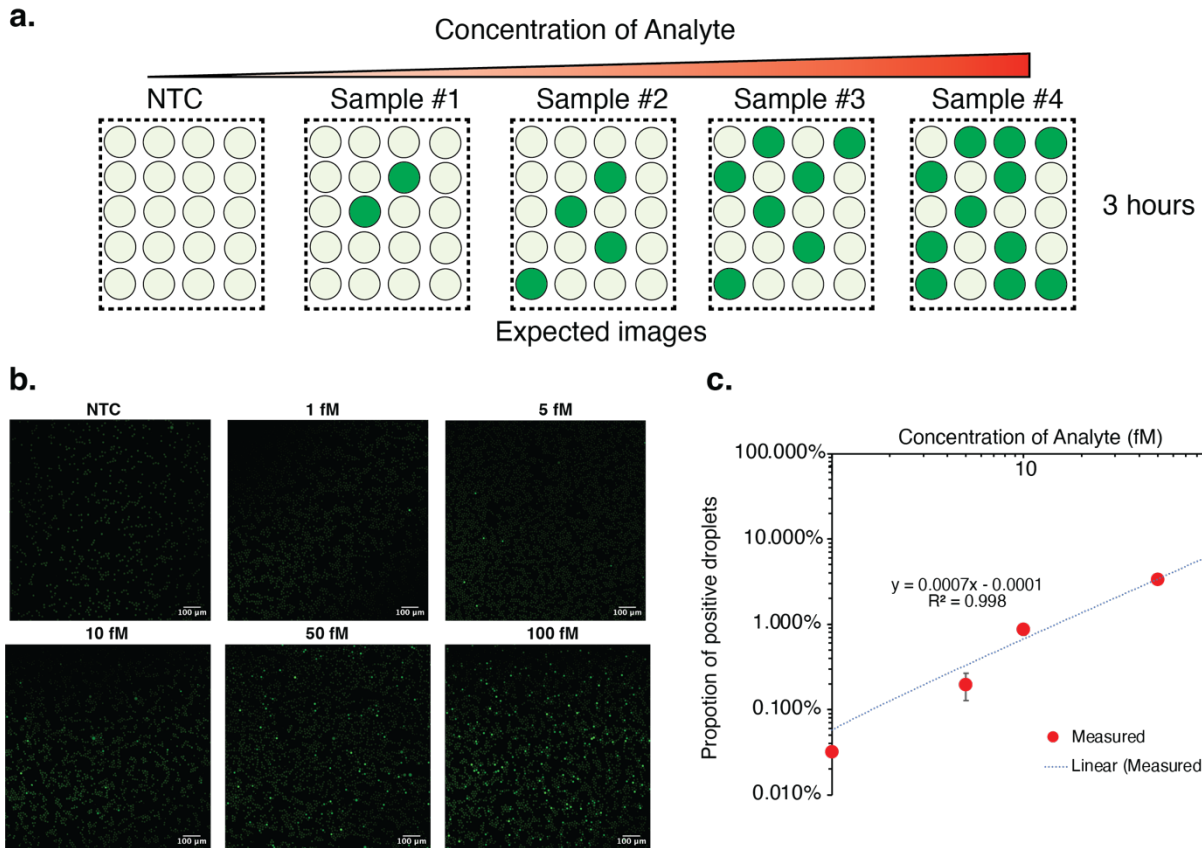 a.
Concentration of Analyte
NTC
Sample #1
Sample #2
Sample #3
Sample #4
3 hours
Expected images
b.
NTC
1 fM
5 fM
100 µm
100 µm
100 µm
10 fM
50 fM
100 fM
100 µm
100 µm
100 µm
c.
Concentration of Analyte (fM)
10
Propotion of positive droplets
100.000%
10.000%
1.000%
0.100%
0.010%
y = 0.0007x - 0.0001
R² = 0.998
Measured
Linear (Measured